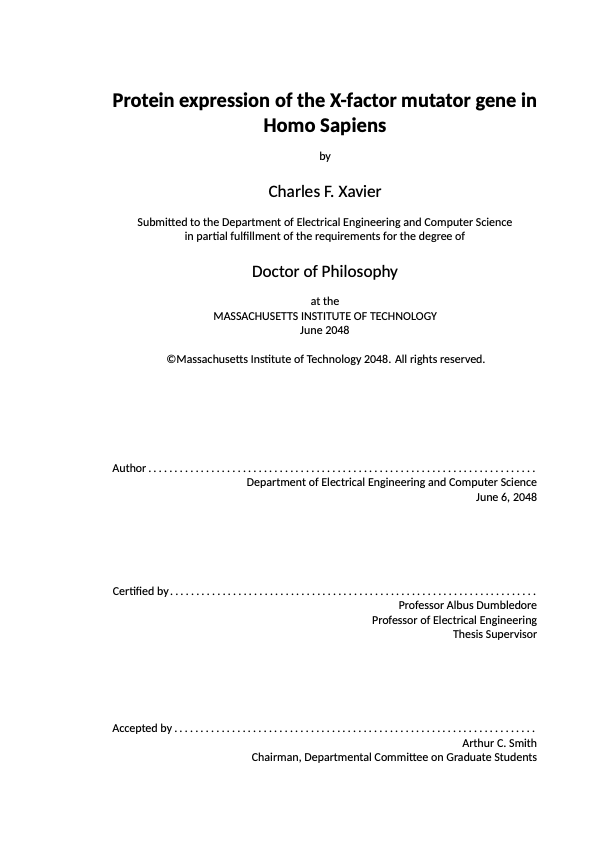 Protein expression of the X-factor mutator gene in
Homo Sapiens
by
Charles F. Xavier
Submitted to the Department of Electrical Engineering and Computer Science
in partial fulfillment of the requirements for the degree of
Doctor of Philosophy
at the
MASSACHUSETTS INSTITUTE OF TECHNOLOGY
June 2048
©Massachusetts Institute of Technology 2048. All rights reserved.
Author . . . . . . . . . . . . . . . . . . . . . . . . . . . . . . . . . . . . . . . . . . . . . . . . . . . . . . . . . . . . . . . . . . . . . . . . . . .
Department of Electrical Engineering and Computer Science
June 6, 2048
Certified by . . . . . . . . . . . . . . . . . . . . . . . . . . . . . . . . . . . . . . . . . . . . . . . . . . . . . . . . . . . . . . . . . . . . . . .
Professor Albus Dumbledore
Professor of Electrical Engineering
Thesis Supervisor
Accepted by . . . . . . . . . . . . . . . . . . . . . . . . . . . . . . . . . . . . . . . . . . . . . . . . . . . . . . . . . . . . . . . . . . . . . .
Arthur C. Smith
Chairman, Departmental Committee on Graduate Students